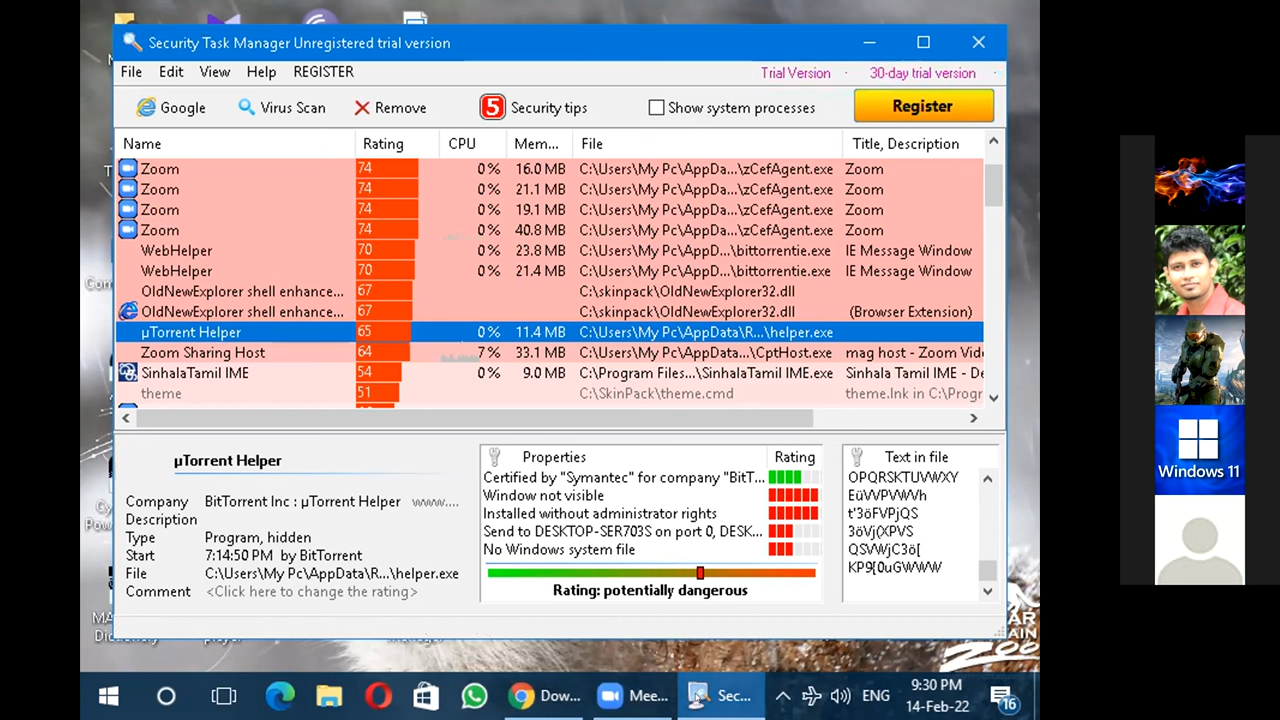 Security Task Manager Unregistered trial version
File Edit View Help REGISTER Trial Version · 30-day trial version
Google Virus Scan Remove 5 Security tips Show system processes Register
Name Rating CPU Mem... File Title, Description
Zoom 74 0% 16.0 MB C:\Users\My Pc\AppDa...\zCefAgent.exe Zoom
Zoom 74 0% 21.1 MB C:\Users\My Pc\AppDa...\zCefAgent.exe Zoom
Zoom 74 0% 19.1 MB C:\Users\My Pc\AppDa...\zCefAgent.exe Zoom
Zoom 74 0% 40.8 MB C:\Users\My Pc\AppDa...\zCefAgent.exe Zoom
WebHelper 70 0% 23.8 MB C:\Users\My Pc\AppD...\bittorrentie.exe IE Message Window
WebHelper 70 0% 21.4 MB C:\Users\My Pc\AppD...\bittorrentie.exe IE Message Window
OldNewExplorer shell enhance... 67 C:\skinpack\OldNewExplorer32.dll
OldNewExplorer shell enhance... 67 C:\skinpack\OldNewExplorer32.dll (Browser Extension)
µTorrent Helper 65 0% 11.4 MB C:\Users\My Pc\AppData\R...\helper.exe
Zoom Sharing Host 64 7% 33.1 MB C:\Users\My Pc\AppData...\CptHost.exe mag host - Zoom Vid
SinhalaTamil IME 54 0% 9.0 MB C:\Program Files...\SinhalaTamil IME.exe Sinhala Tamil IME - De
theme 51 C:\SkinPack\theme.cmd theme.lnk in C:\Progr
µTorrent Helper
Company BitTorrent Inc : µTorrent Helper www....
Description
Type Program, hidden
Start 7:14:50 PM by BitTorrent
File C:\Users\My Pc\AppData\R...\helper.exe
Comment <Click here to change the rating>
Properties Rating
Certified by "Symantec" for company "BitT...
Window not visible
Installed without administrator rights
Send to DESKTOP-SER703S on port 0, DESK...
No Windows system file
Rating: potentially dangerous
Text in file
OPQRSKTUVWXY
EüVVPVWVh
t'3öFVPjQS
3öVj(XPVS
QSVWjC3ö[
KP9[0uGWWW
ZOO
Dow... Mee... Sec... ENG 9:30 PM
14-Feb-22 16
Windows 11